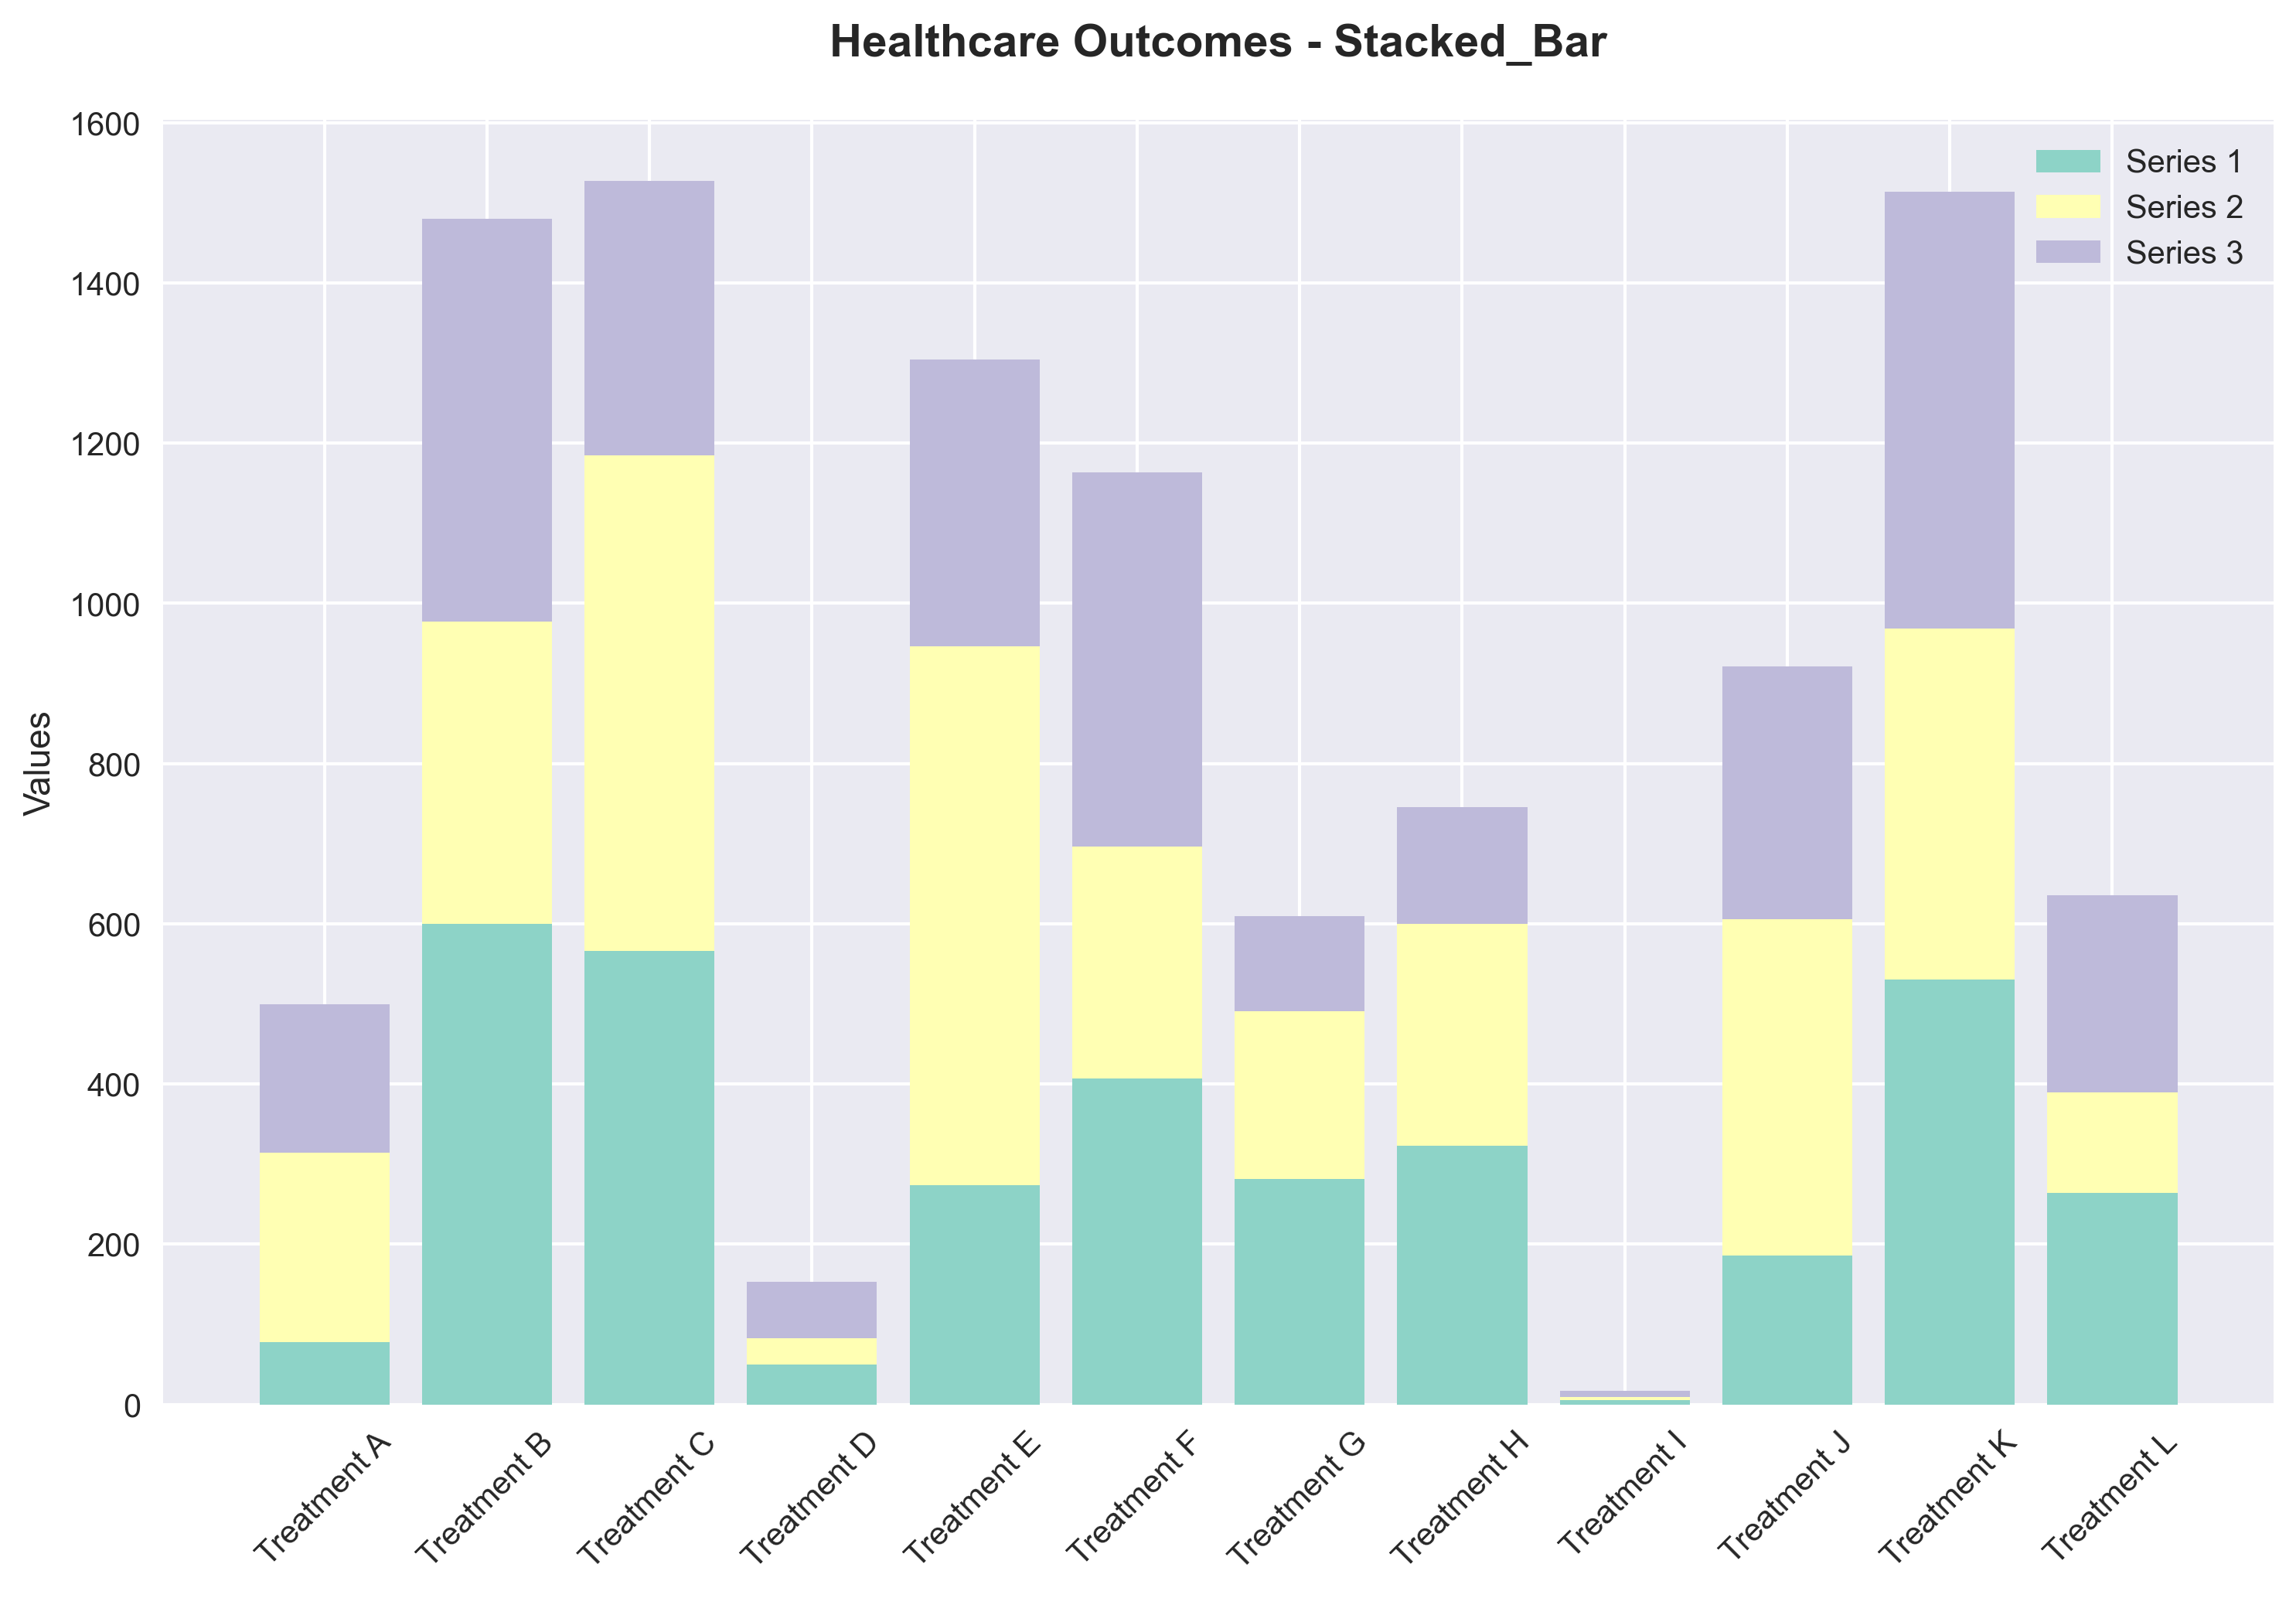 Healthcare Outcomes - Stacked_Bar
1600
1400
1200
1000
800
600
400
200
0
Values
Series 1
Series 2
Series 3
Treatment A
Treatment B
Treatment C
Treatment D
Treatment E
Treatment F
Treatment G
Treatment H
Treatment I
Treatment J
Treatment K
Treatment L